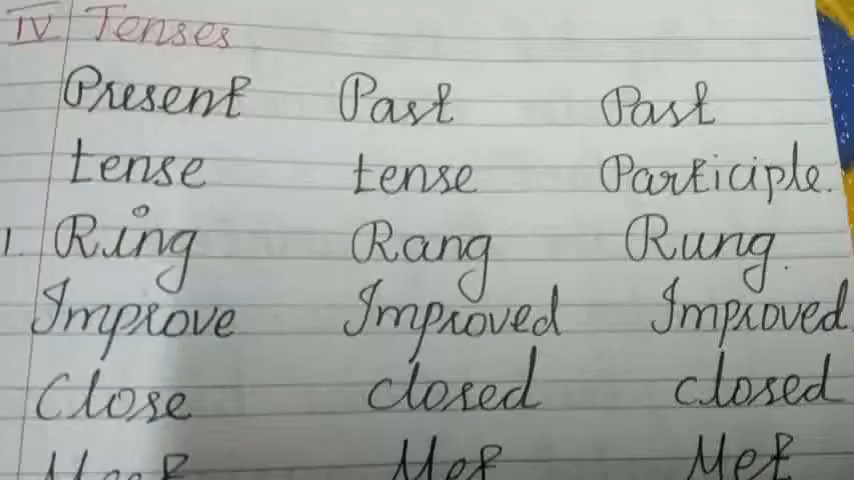 IV Tenses
Present Past Past
tense tense Participle.
1. Ring Rang Rung.
Improve Improved Improved
Close closed closed
Meet Met Met